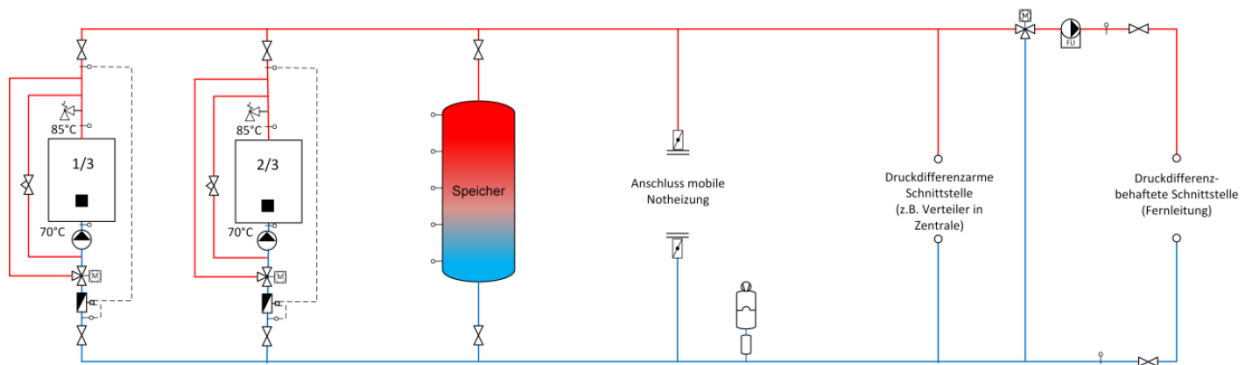 M
FU
85°C
1/3
70°C
M
85°C
2/3
70°C
M
Speicher
Anschluss mobile
Notheizung
Druckdifferenzarme
Schnittstelle
(z.B. Verteiler in
Zentrale)
Druckdifferenz-
behaftete Schnittstelle
(Fernleitung)